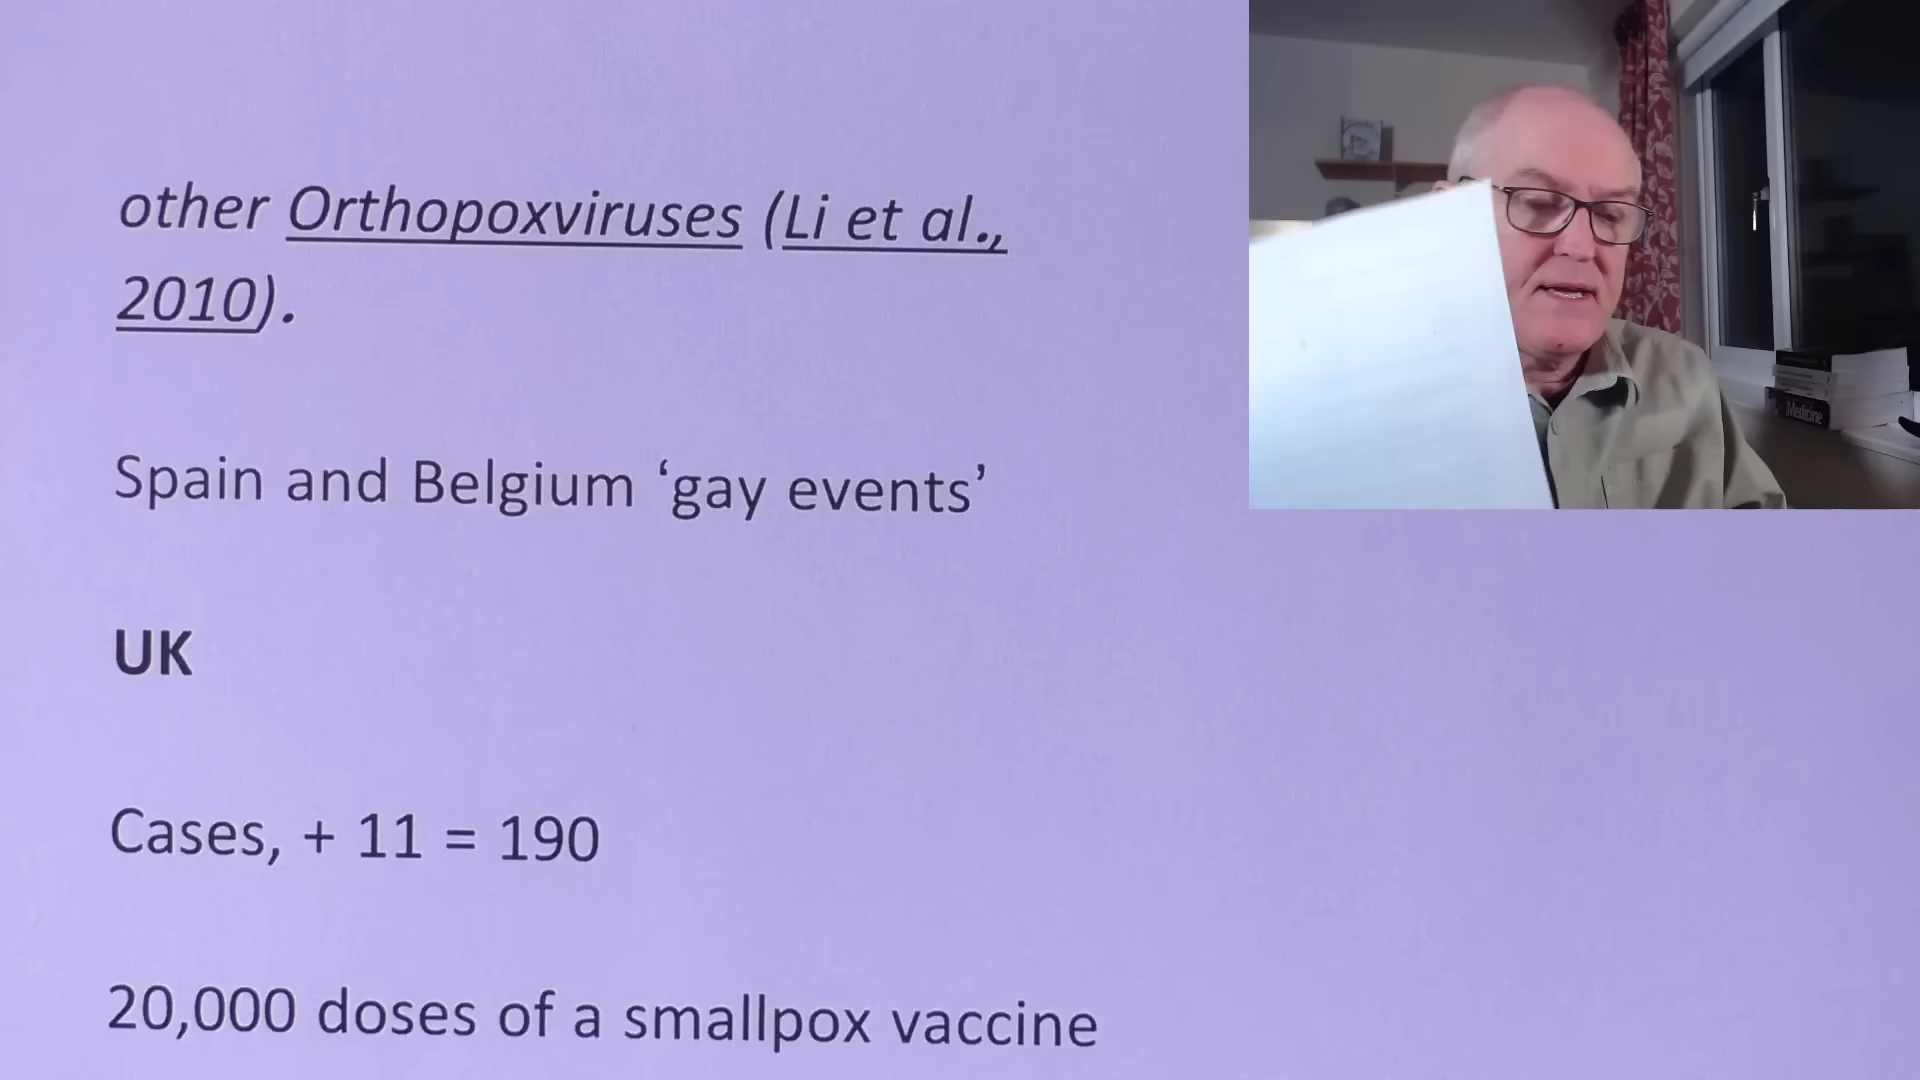 other Orthopoxviruses (Li et al.,
2010).
Spain and Belgium ‘gay events’
UK
Cases, + 11 = 190
20,000 doses of a smallpox vaccine
Medicine